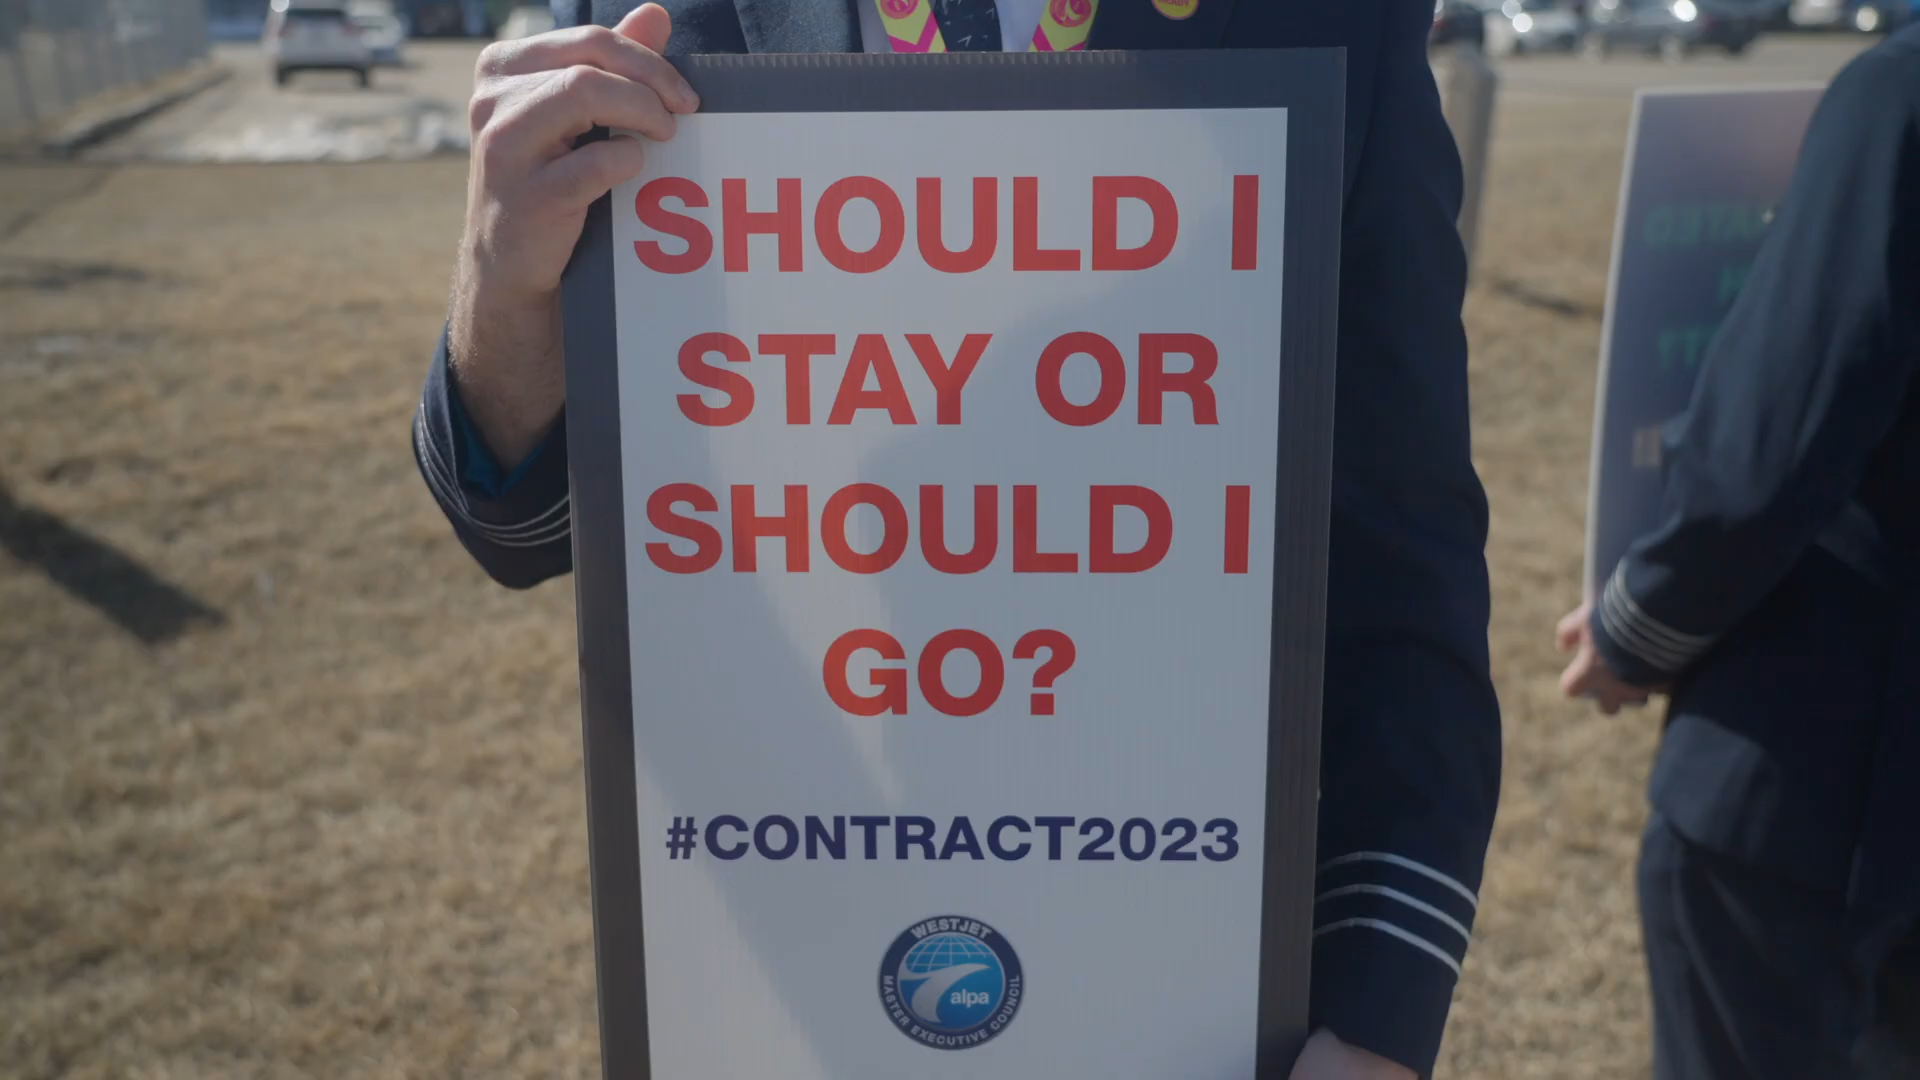 SHOULD I
STAY OR
SHOULD I
GO?
#CONTRACT2023
WESTJET
alpa
MASTER EXECUTIVE COUNCIL